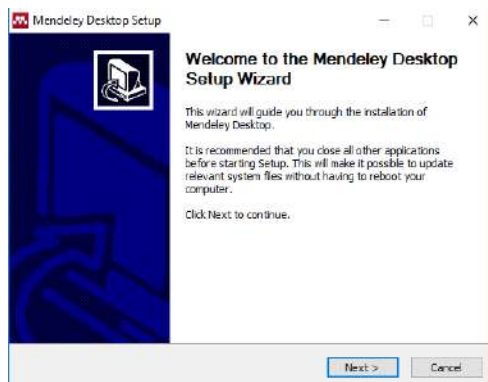 Mendeley Desktop Setup
Welcome to the Mendeley Desktop
Setup Wizard
This wizard will guide you through the installation of
Mendeley Desktop.
It is recommended that you close all other applications
before starting Setup. This will make it possible to update
relevant system files without having to reboot your
computer.
Click Next to continue.
Next >
Cancel